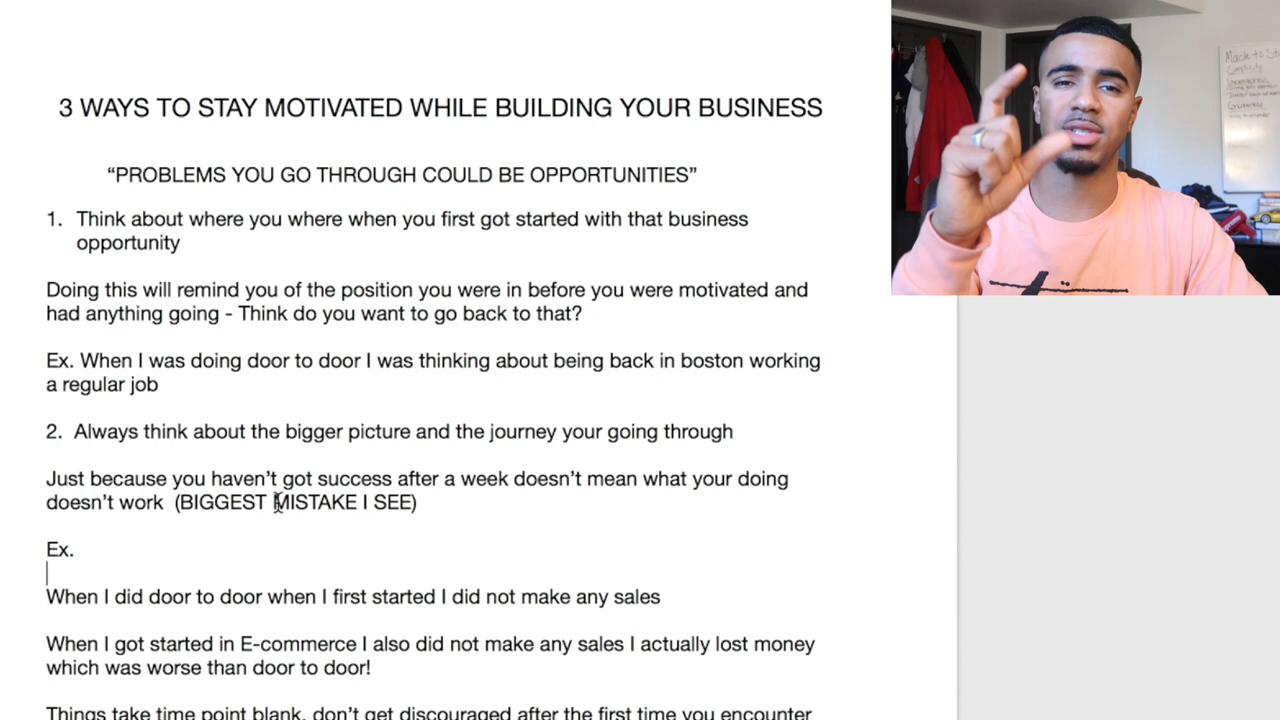 3 WAYS TO STAY MOTIVATED WHILE BUILDING YOUR BUSINESS
“PROBLEMS YOU GO THROUGH COULD BE OPPORTUNITIES”
1. Think about where you where when you first got started with that business
opportunity
Doing this will remind you of the position you were in before you were motivated and
had anything going - Think do you want to go back to that?
Ex. When I was doing door to door I was thinking about being back in boston working
a regular job
2. Always think about the bigger picture and the journey your going through
Just because you haven’t got success after a week doesn’t mean what your doing
doesn’t work (BIGGEST MISTAKE I SEE)
Ex.
When I did door to door when I first started I did not make any sales
When I got started in E-commerce I also did not make any sales I actually lost money
which was worse than door to door!
Things take time point blank, don’t get discouraged after the first time you encounter
Made to